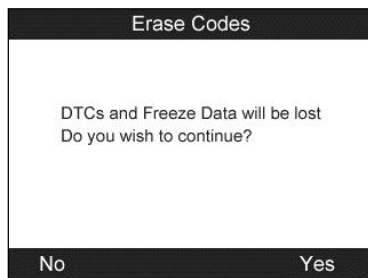 Erase Codes
DTCs and Freeze Data will be lost
Do you wish to continue?
No Yes